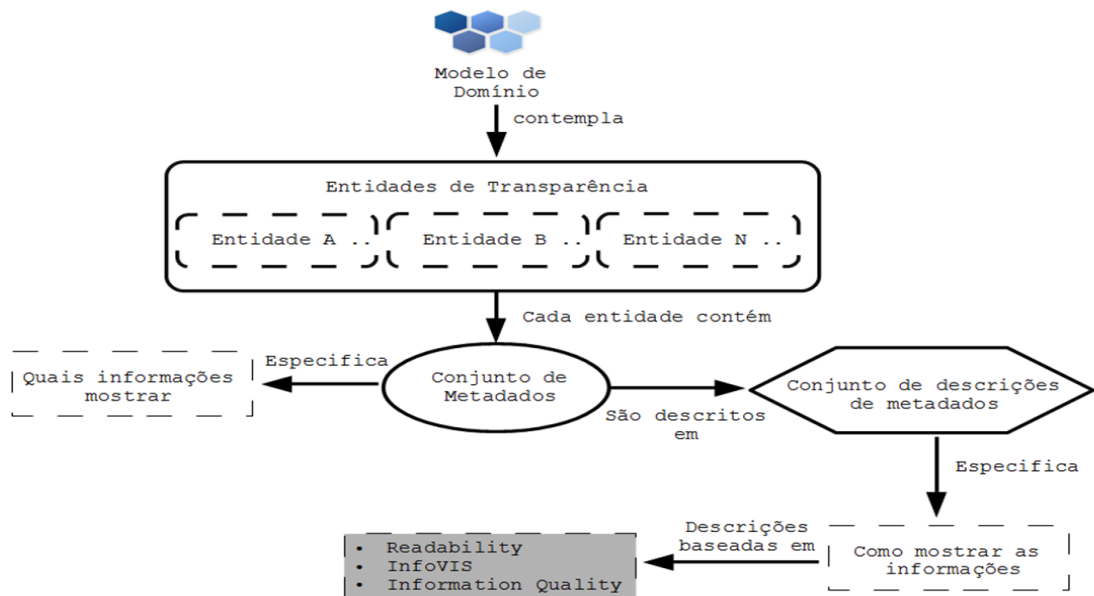 Modelo de
Domínio
contempla
Entidades de Transparência
Entidade A ..
Entidade B ..
Entidade N ..
Cada entidade contém
Especifica
Quais informações
mostrar
Conjunto de
Metadados
São descritos
em
Conjunto de descrições
de metadados
Especifica
Descrições
baseadas em
Como mostrar as
informações
• Readability
• InfoVIS
• Information Quality